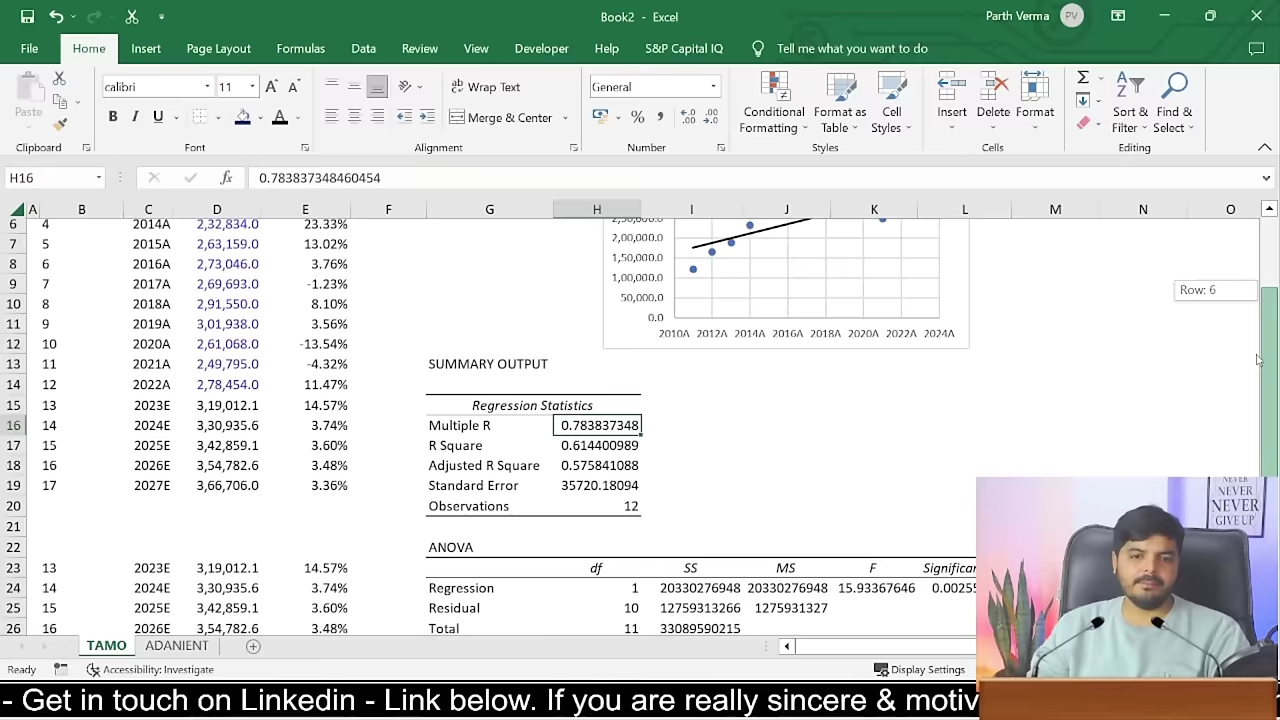 Book2 - Excel
Parth Verma PV
File Home Insert Page Layout Formulas Data Review View Developer Help S&P Capital IQ Tell me what you want to do
Paste
Clipboard
calibri 11
B I U
Font
Wrap Text
Merge & Center
Alignment
General
% ,
Number
Conditional Formatting
Format as Table
Cell Styles
Styles
Insert Delete Format
Cells
Sort & Filter
Find & Select
Editing
H16 fx 0.783837348460454
A B C D E F G H I J K L M N O
6 4 2014A 2,32,834.0 23.33%
7 5 2015A 2,63,159.0 13.02%
8 6 2016A 2,73,046.0 3.76%
9 7 2017A 2,69,693.0 -1.23%
10 8 2018A 2,91,550.0 8.10%
11 9 2019A 3,01,938.0 3.56%
12 10 2020A 2,61,068.0 -13.54%
13 11 2021A 2,49,795.0 -4.32% SUMMARY OUTPUT
14 12 2022A 2,78,454.0 11.47%
15 13 2023E 3,19,012.1 14.57% Regression Statistics
16 14 2024E 3,30,935.6 3.74% Multiple R 0.783837348
17 15 2025E 3,42,859.1 3.60% R Square 0.614400989
18 16 2026E 3,54,782.6 3.48% Adjusted R Square 0.575841088
19 17 2027E 3,66,706.0 3.36% Standard Error 35720.18094
20 Observations 12
21
22 ANOVA
23 13 2023E 3,19,012.1 14.57% df SS MS F Significan
24 14 2024E 3,30,935.6 3.74% Regression 1 20330276948 20330276948 15.93367646 0.00255
25 15 2025E 3,42,859.1 3.60% Residual 10 12759313266 1275931327
26 16 2026E 3,54,782.6 3.48% Total 11 33089590215
2,50,000.0
2,00,000.0
1,50,000.0
1,00,000.0
50,000.0
0.0
2010A 2012A 2014A 2016A 2018A 2020A 2022A 2024A
Row: 6
NEVER
NEVER
NEVER
GIVE UP
TAMO ADANIENT
Ready Accessibility: Investigate Display Settings
- Get in touch on Linkedin - Link below. If you are really sincere & motiv